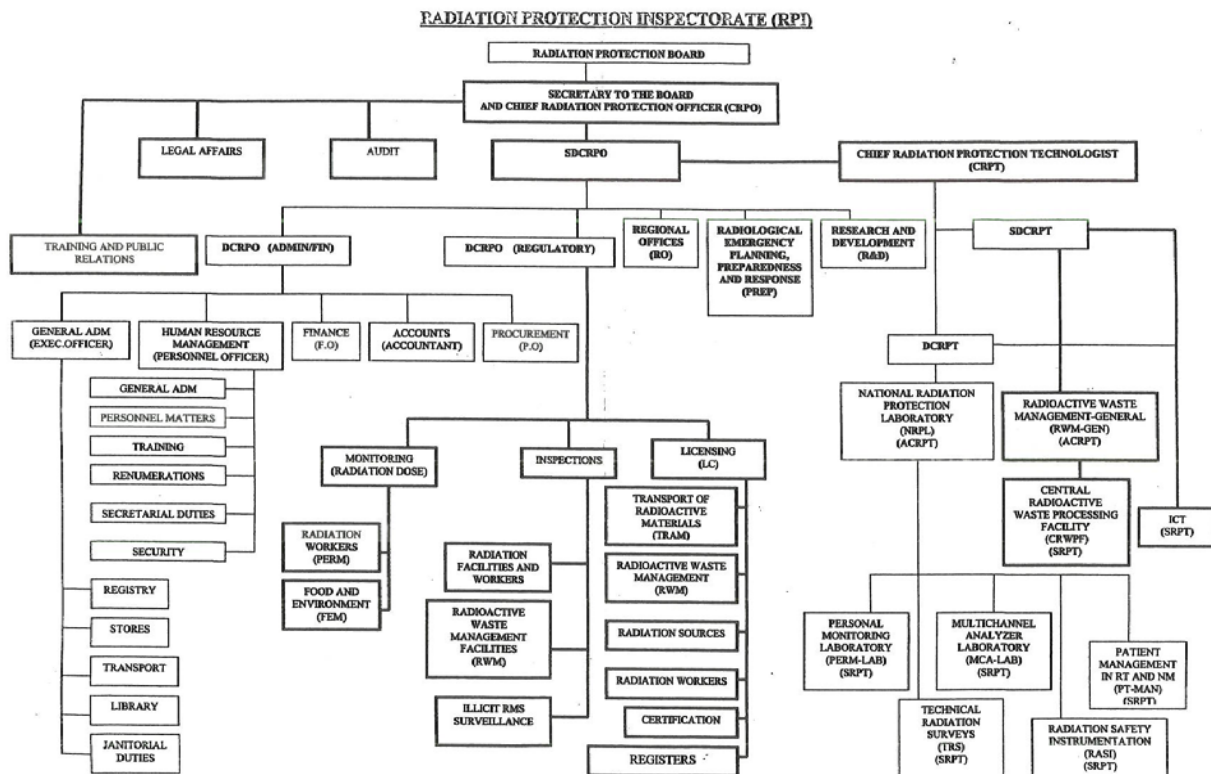 RADIATION PROTECTION INSPECTORATE (RPI)
RADIATION PROTECTION BOARD
SECRETARY TO THE BOARD
AND CHIEF RADIATION PROTECTION OFFICER (CRPO)
LEGAL AFFAIRS
AUDIT
SDCRPO
CHIEF RADIATION PROTECTION TECHNOLOGIST
(CRPT)
TRAINING AND PUBLIC
RELATIONS
DCRPO (ADMIN/FIN)
DCRPO (REGULATORY)
REGIONAL
OFFICES
(RO)
RADIOLOGICAL
EMERGENCY
PLANNING,
PREPAREDNESS
AND RESPONSE
(PREP)
RESEARCH AND
DEVELOPMENT
(R&D)
SDCRPT
GENERAL ADM
(EXEC.OFFICER)
HUMAN RESOURCE
MANAGEMENT
(PERSONNEL OFFICER)
FINANCE
(F.O)
ACCOUNTS
(ACCOUNTANT)
PROCUREMENT
(P.O)
DCRPT
GENERAL ADM
PERSONNEL MATTERS
TRAINING
RENUMERATIONS
SECRETARIAL DUTIES
SECURITY
REGISTRY
STORES
TRANSPORT
LIBRARY
JANITORIAL
DUTIES
MONITORING
(RADIATION DOSE)
INSPECTIONS
LICENSING
(LC)
RADIATION
WORKERS
(PERM)
FOOD AND
ENVIRONMENT
(FEM)
RADIATION
FACILITIES AND
WORKERS
RADIOACTIVE
WASTE
MANAGEMENT
FACILITIES
(RWM)
ILLICIT RMS
SURVEILLANCE
TRANSPORT OF
RADIOACTIVE
MATERIALS
(TRAM)
RADIOACTIVE WASTE
MANAGEMENT
(RWM)
RADIATION SOURCES
RADIATION WORKERS
CERTIFICATION
REGISTERS
NATIONAL RADIATION
PROTECTION
LABORATORY
(NRPL)
(ACRPT)
RADIOACTIVE WASTE
MANAGEMENT-GENERAL
(RWM-GEN)
(ACRPT)
CENTRAL
RADIOACTIVE
WASTE PROCESSING
FACILITY
(CRWPF)
(SRPT)
ICT
(SRPT)
PERSONAL
MONITORING
LABORATORY
(PERM-LAB)
(SRPT)
MULTICHANNEL
ANALYZER
LABORATORY
(MCA-LAB)
(SRPT)
PATIENT
MANAGEMENT
IN RT AND NM
(PT-MAN)
(SRPT)
TECHNICAL
RADIATION
SURVEYS
(TRS)
(SRPT)
RADIATION SAFETY
INSTRUMENTATION
(RASI)
(SRPT)